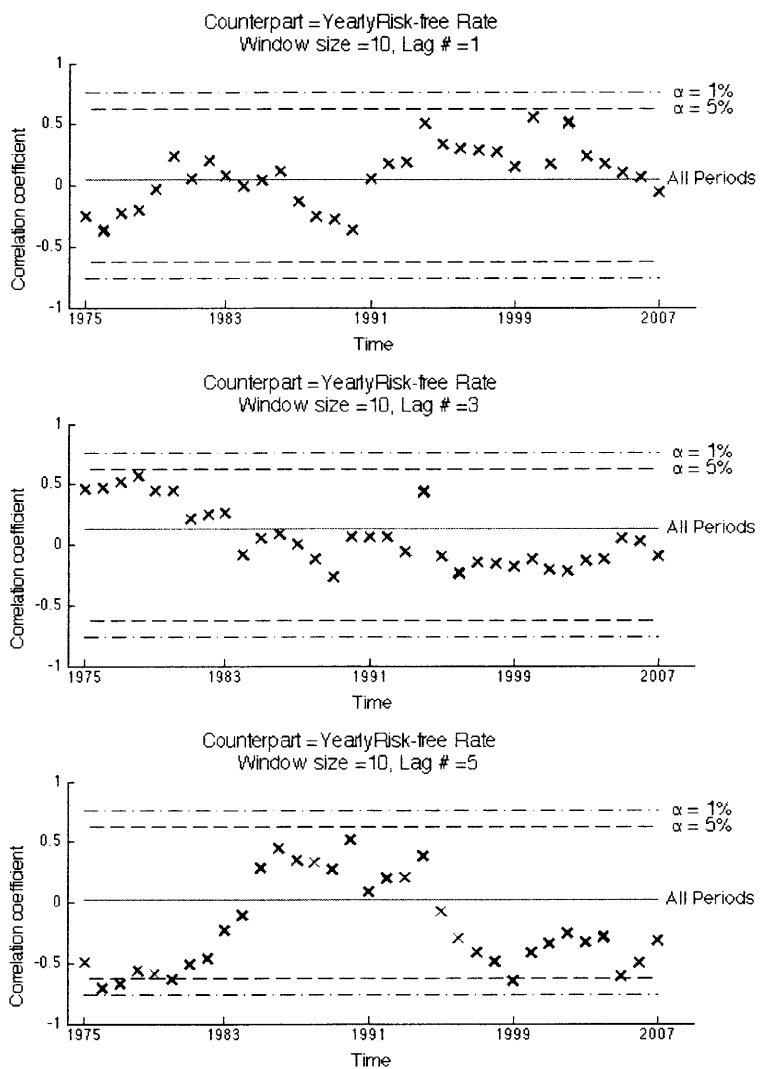 Counterpart =YearlyRisk-free Rate
Window size =10, Lag # =1
1
α = 1%
α = 5%
0.5
All Periods
0
-0.5
-1
Correlation coefficient
1975
1983
1991
1999
2007
Time
Counterpart =YearlyRisk-free Rate
Window size =10, Lag # =3
1
α = 1%
α = 5%
0.5
All Periods
0
-0.5
-1
Correlation coefficient
1975
1983
1991
1999
2007
Time
Counterpart =YearlyRisk-free Rate
Window size =10, Lag # =5
1
α = 1%
α = 5%
0.5
All Periods
0
-0.5
-1
Correlation coefficient
1975
1983
1991
1999
2007
Time